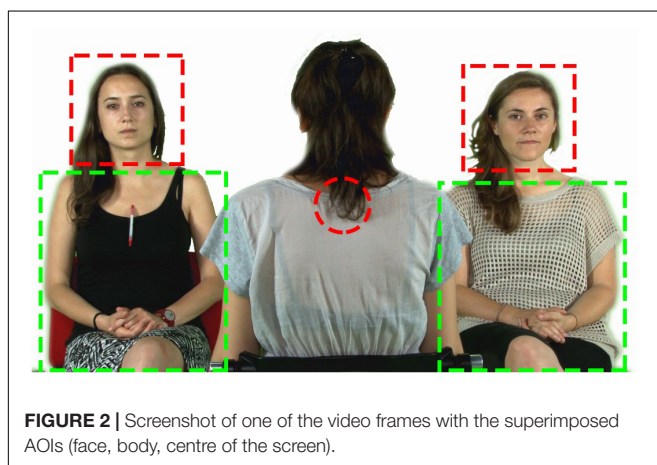 FIGURE 2 | Screenshot of one of the video frames with the superimposed
AOIs (face, body, centre of the screen).